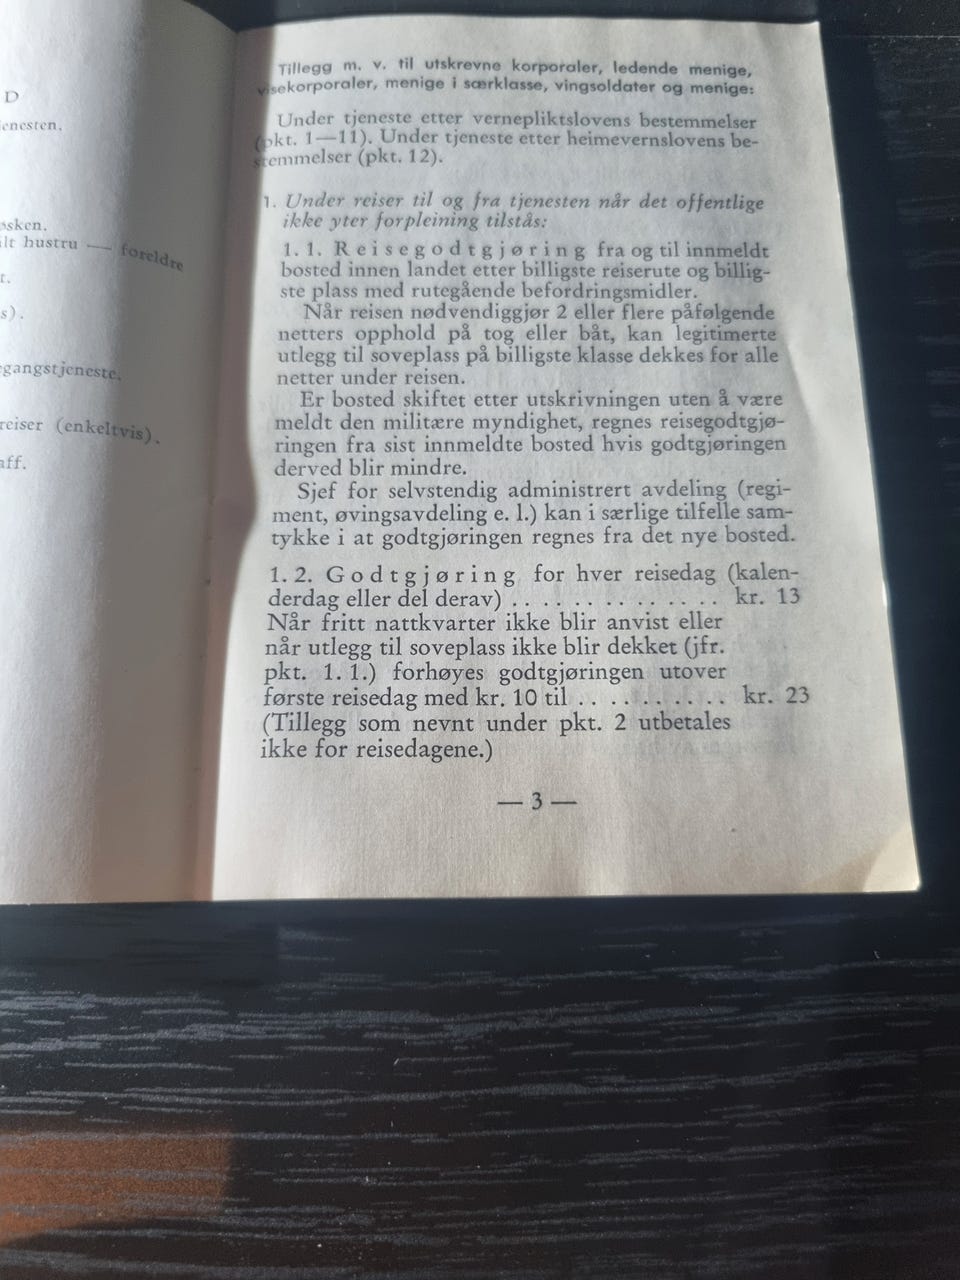 D
enesten.
sken.
lt hustru — foreldre
t.
s).
gangstjeneste.
reiser (enkeltvis).
aff.
Tillegg m. v. til utskrevne korporaler, ledende menige,
visekorporaler, menige i særklasse, vingsoldater og menige:
Under tjeneste etter vernepliktslovens bestemmelser
(pkt. 1—11). Under tjeneste etter heimevernslovens be-
stemmelser (pkt. 12).
1. Under reiser til og fra tjenesten når det offentlige
ikke yter forpleining tilstås:
1. 1. Reisegodtgjøring fra og til innmeldt
bosted innen landet etter billigste reiserute og billig-
ste plass med rutegående befordringsmidler.
Når reisen nødvendiggjør 2 eller flere påfølgende
netters opphold på tog eller båt, kan legitimerte
utlegg til soveplass på billigste klasse dekkes for alle
netter under reisen.
Er bosted skiftet etter utskrivningen uten å være
meldt den militære myndighet, regnes reisegodtgjø-
ringen fra sist innmeldte bosted hvis godtgjøringen
derved blir mindre.
Sjef for selvstendig administrert avdeling (regi-
ment, øvingsavdeling e. l.) kan i særlige tilfelle sam-
tykke i at godtgjøringen regnes fra det nye bosted.
1. 2. Godtgjøring for hver reisedag (kalen-
derdag eller del derav) . . . . . . . . . . . . . . kr. 13
Når fritt nattkvarter ikke blir anvist eller
når utlegg til soveplass ikke blir dekket (jfr.
pkt. 1. 1.) forhøyes godtgjøringen utover
første reisedag med kr. 10 til . . . . . . . . . . kr. 23
(Tillegg som nevnt under pkt. 2 utbetales
ikke for reisedagene.)
— 3 —